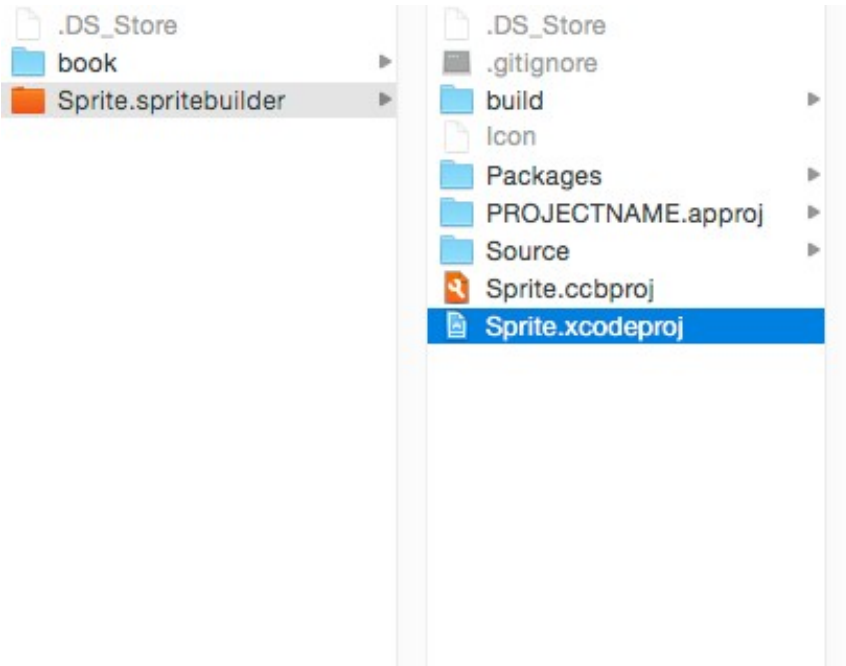 .DS_Store
book
Sprite.spritebuilder
.DS_Store
.gitignore
build
Icon
Packages
PROJECTNAME.approj
Source
Sprite.ccbproj
Sprite.xcodeproj